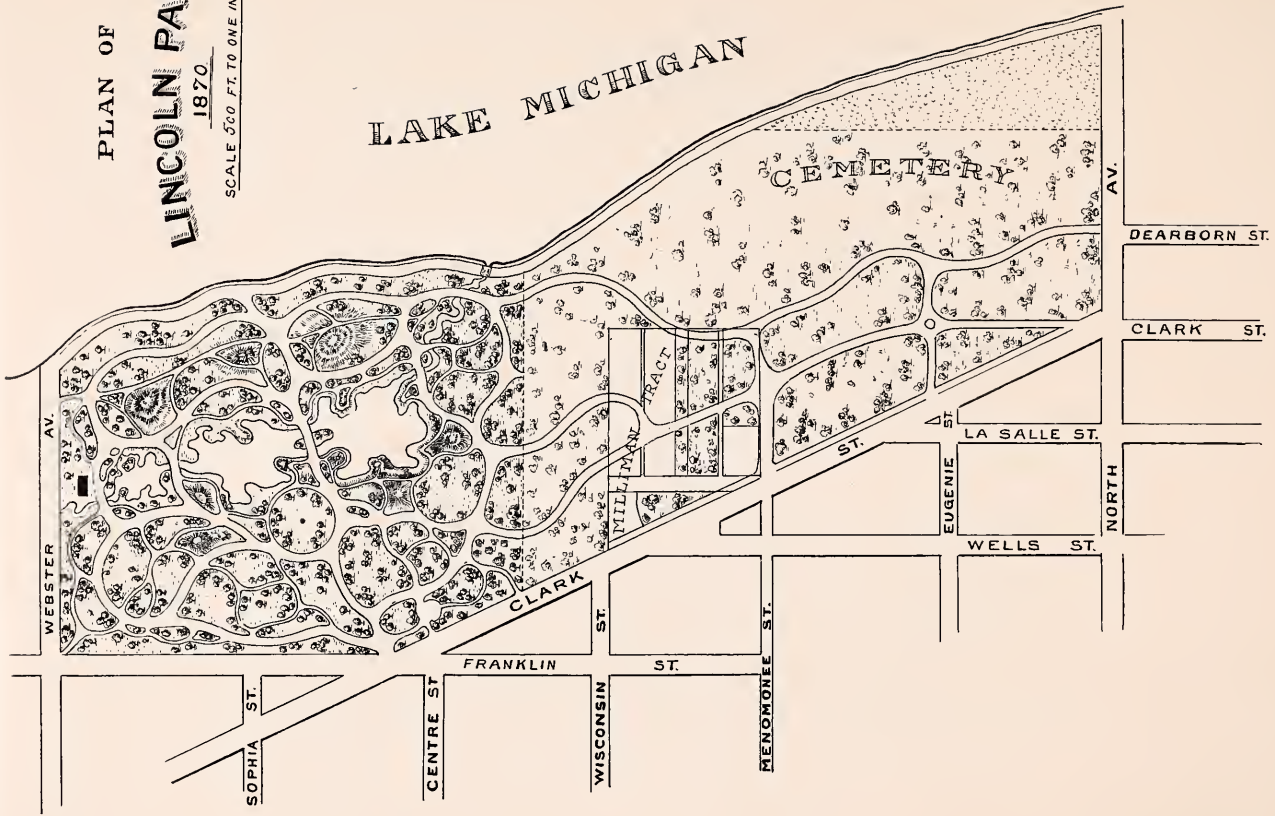 PLAN OF
LINCOLN PA
1870
SCALE 500 FT. TO ONE IN
LAKE MICHIGAN
CEMETERY
AV.
DEARBORN ST.
CLARK ST.
MILLIMAN TRACT
ST.
LA SALLE ST.
EUGENIE ST.
NORTH
WELLS ST.
WEBSTER AV.
CLARK
FRANKLIN ST.
SOPHIA ST.
CENTRE ST
WISCONSIN ST.
MENOMONEE ST.